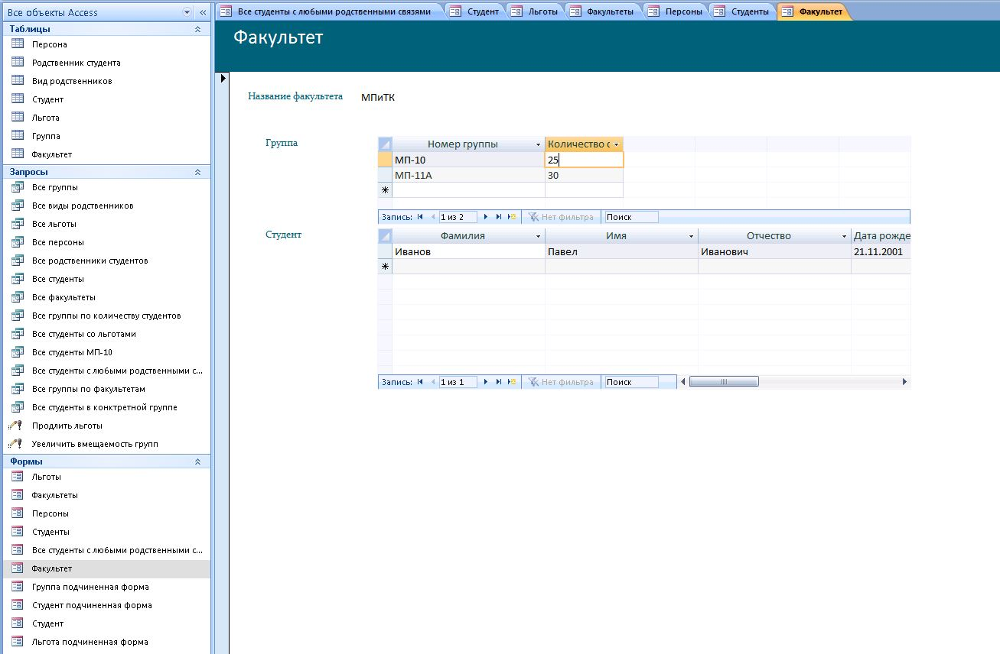 Все объекты Access
Таблицы
Персона
Родственник студента
Вид родственников
Студент
Льгота
Группа
Факультет
Запросы
Все группы
Все виды родственников
Все льготы
Все персоны
Все родственники студентов
Все студенты
Все факультеты
Все группы по количеству студентов
Все студенты со льготами
Все студенты МП-10
Все студенты с любыми родственными с...
Все группы по факультетам
Все студенты в конктретной группе
Продлить льготы
Увеличить вмещаемость групп
Формы
Льготы
Факультеты
Персоны
Студенты
Все студенты с любыми родственными с...
Факультет
Группа подчиненная форма
Студент подчиненная форма
Студент
Льгота подчиненная форма
Все студенты с любыми родственными связями Студент Льготы Факультеты Персоны Студенты Факультет
Факультет
Название факультета МПиТК
Группа
Номер группы Количество с
МП-10 25
МП-11А 30
Запись: 1 из 2 Нет фильтра Поиск
Студент
Фамилия Имя Отчество Дата рожде
Иванов Павел Иванович 21.11.2001
Запись: 1 из 1 Нет фильтра Поиск